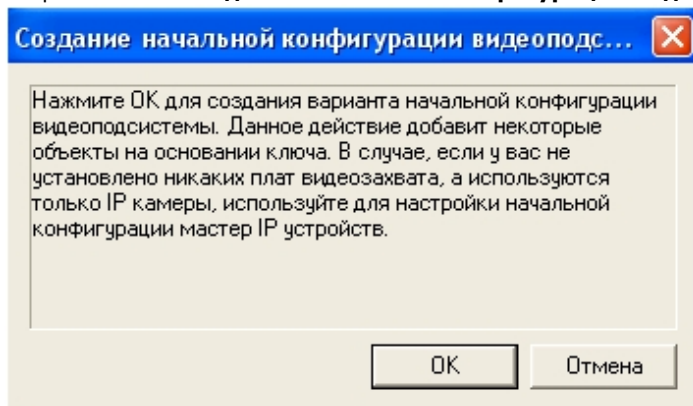 Создание начальной конфигурации видеоподс...
Нажмите ОК для создания варианта начальной конфигурации
видеоподсистемы. Данное действие добавит некоторые
объекты на основании ключа. В случае, если у вас не
установлено никаких плат видеозахвата, а используются
только IP камеры, используйте для настройки начальной
конфигурации мастер IP устройств.
ОК
Отмена